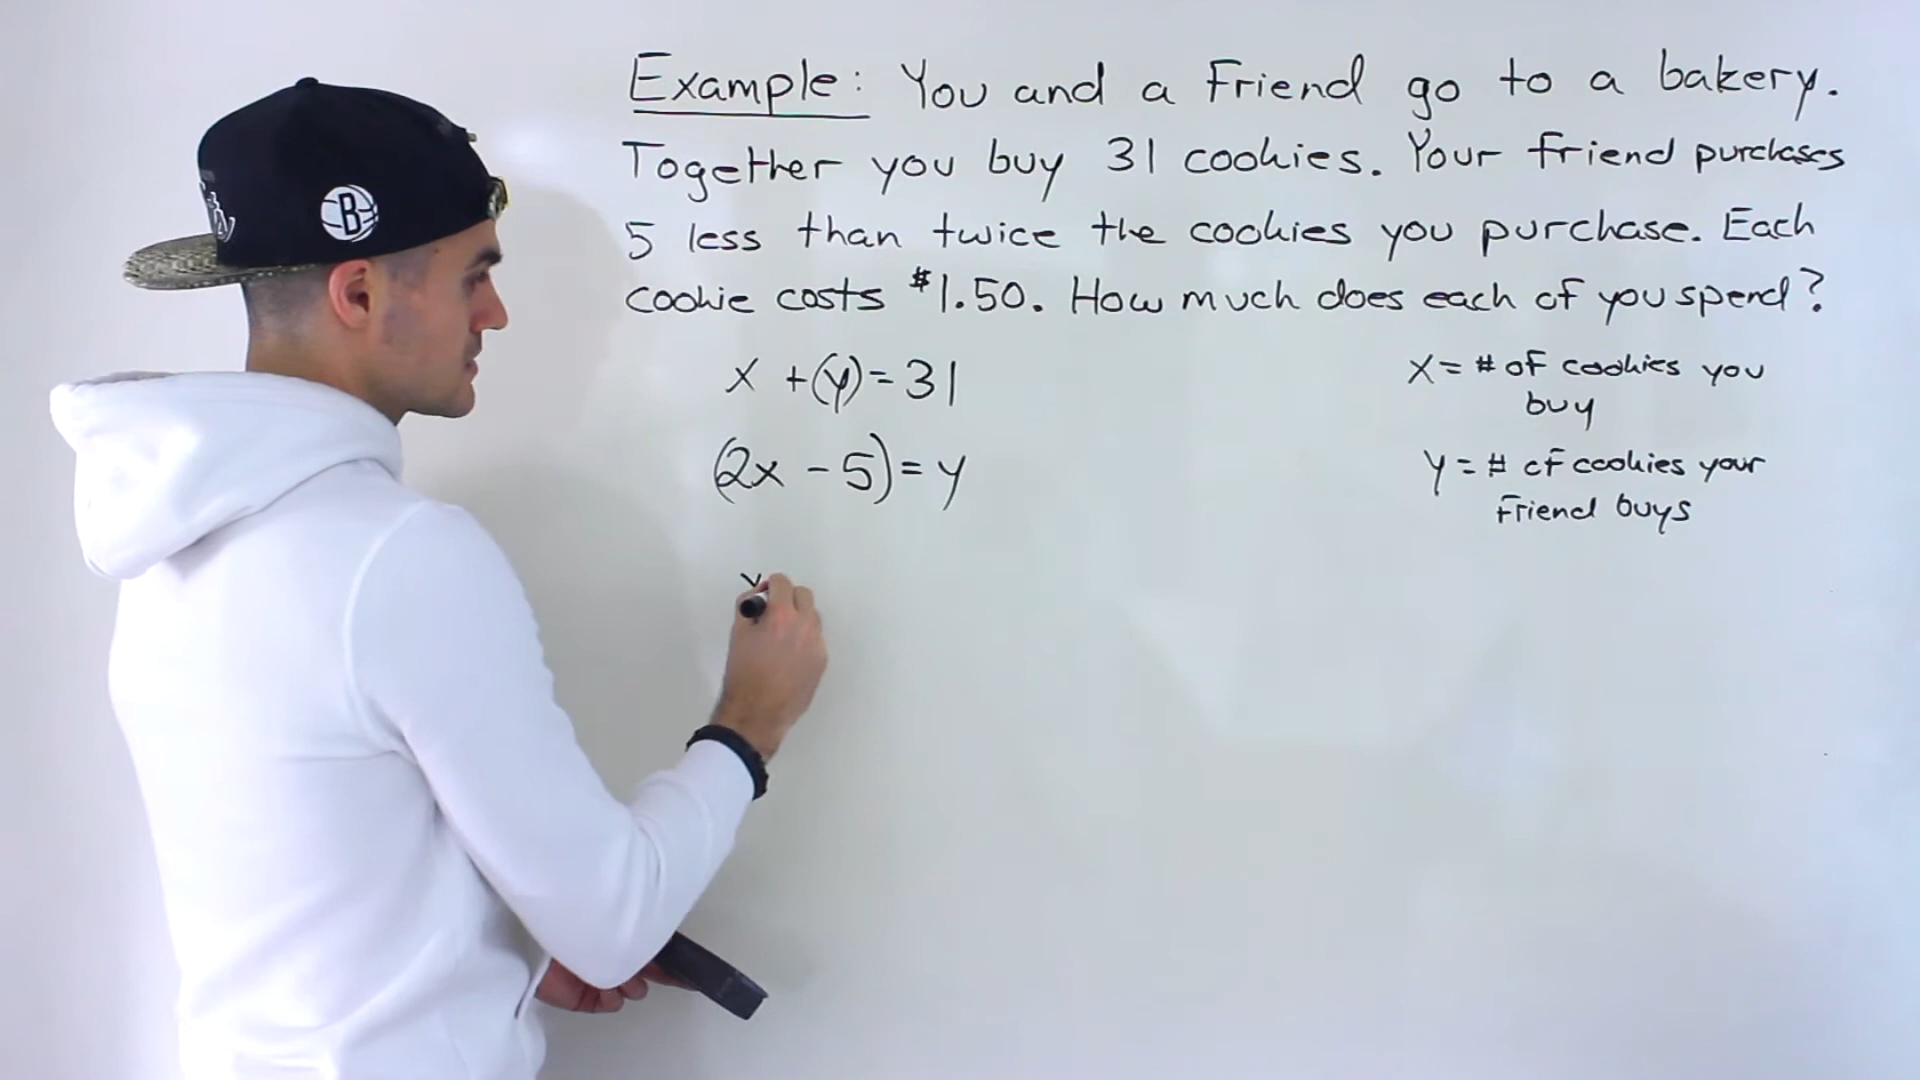 Example: You and a Friend go to a bakery.
Together you buy 31 cookies. Your friend purchases
5 less than twice the cookies you purchase. Each
cookie costs $1.50. How much does each of you spend?
x + (y) = 31
(2x - 5) = y
x = # of cookies you
buy
y = # of cookies your
Friend buys
B